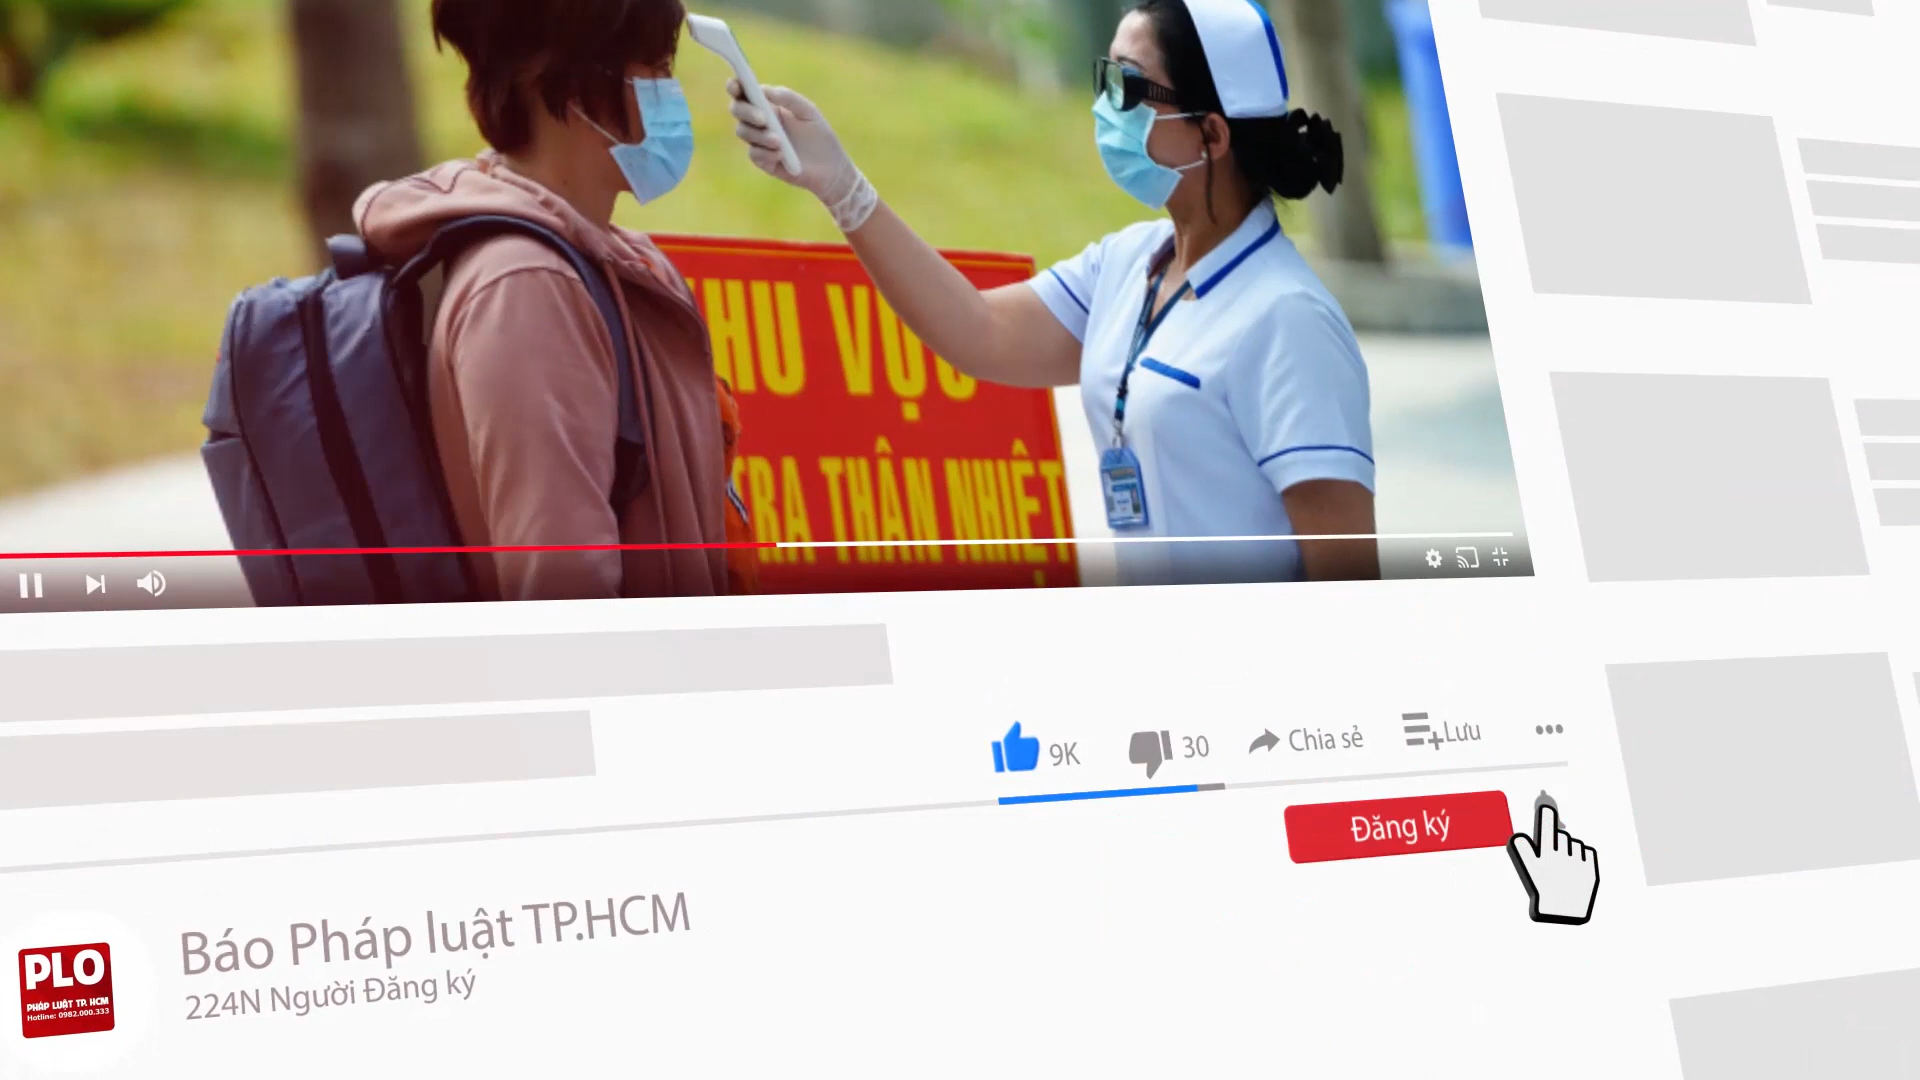 HU VỰC
TRA THÂN NHIỆT
9K
30
Chia sẻ
Lưu
Đăng ký
Báo Pháp luật TP.HCM
224N Người Đăng ký
PLO
PHÁP LUẬT TP. HCM
Hotline: 0982.000.333